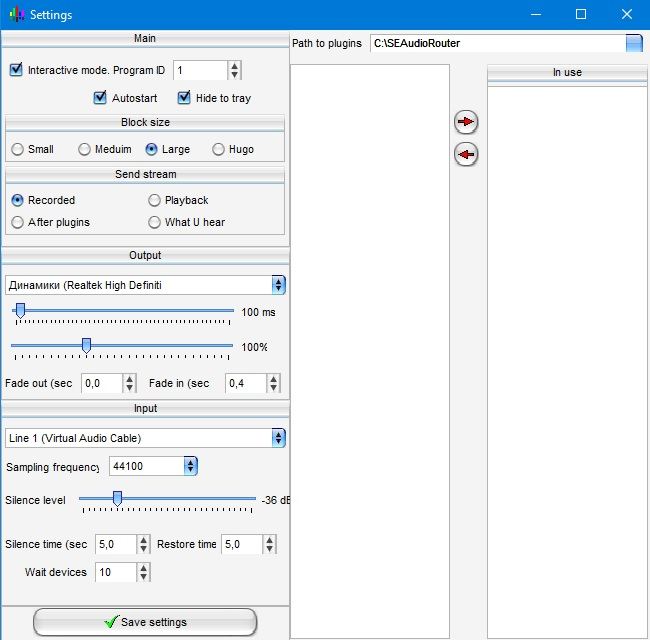 Settings
Main
Interactive mode. Program ID 1
Autostart Hide to tray
Block size
Small Meduim Large Hugo
Send stream
Recorded Playback
After plugins What U hear
Output
Динамики (Realtek High Definiti
100 ms
100%
Fade out (sec 0,0 Fade in (sec 0,4
Input
Line 1 (Virtual Audio Cable)
Sampling frequency 44100
Silence level -36 dB
Silence time (sec 5,0 Restore time 5,0
Wait devices 10
Save settings
Path to plugins C:\SEAudioRouter
In use